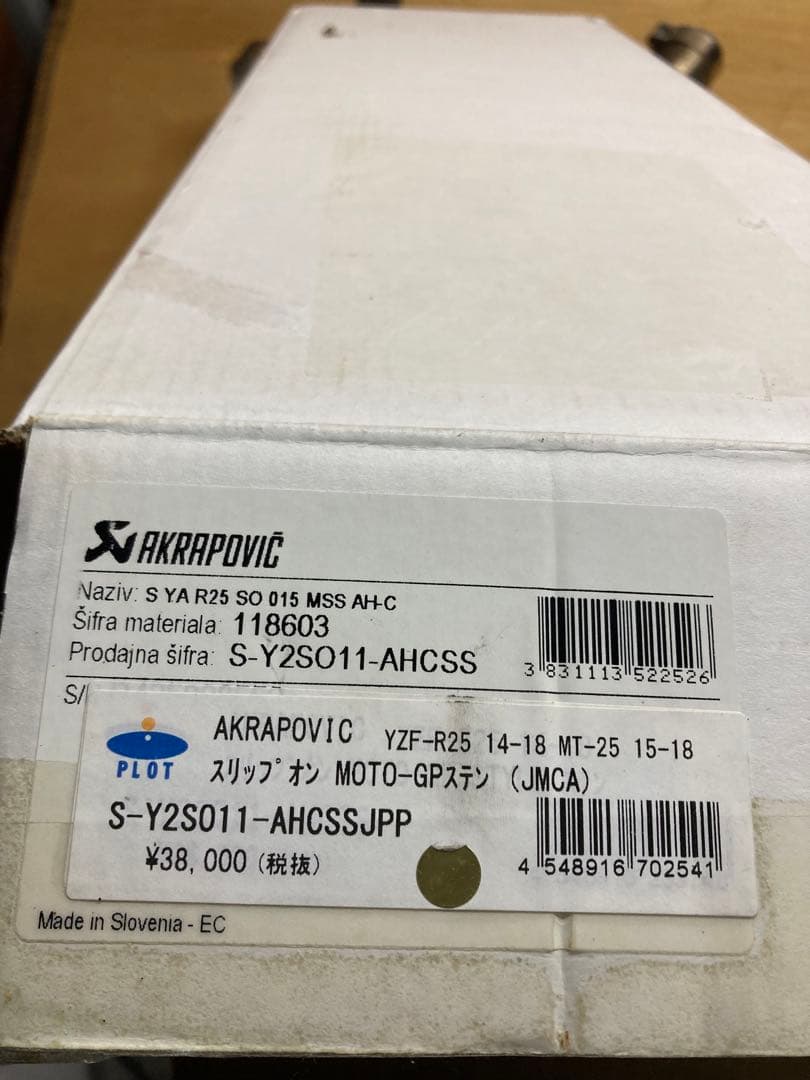 AKRAPOVIČ
Naziv: S YA R25 SO 015 MSS AH-C
Šifra materiala: 118603
Prodajna šifra: S-Y2SO11-AHCSS
3 831113 522526
S/
PLOT
AKRAPOVIC YZF-R25 14-18 MT-25 15-18
スリップオン MOTO-GPステン (JMCA)
S-Y2SO11-AHCSSJPP
¥38,000(税抜)
4 548916 702541
Made in Slovenia - EC